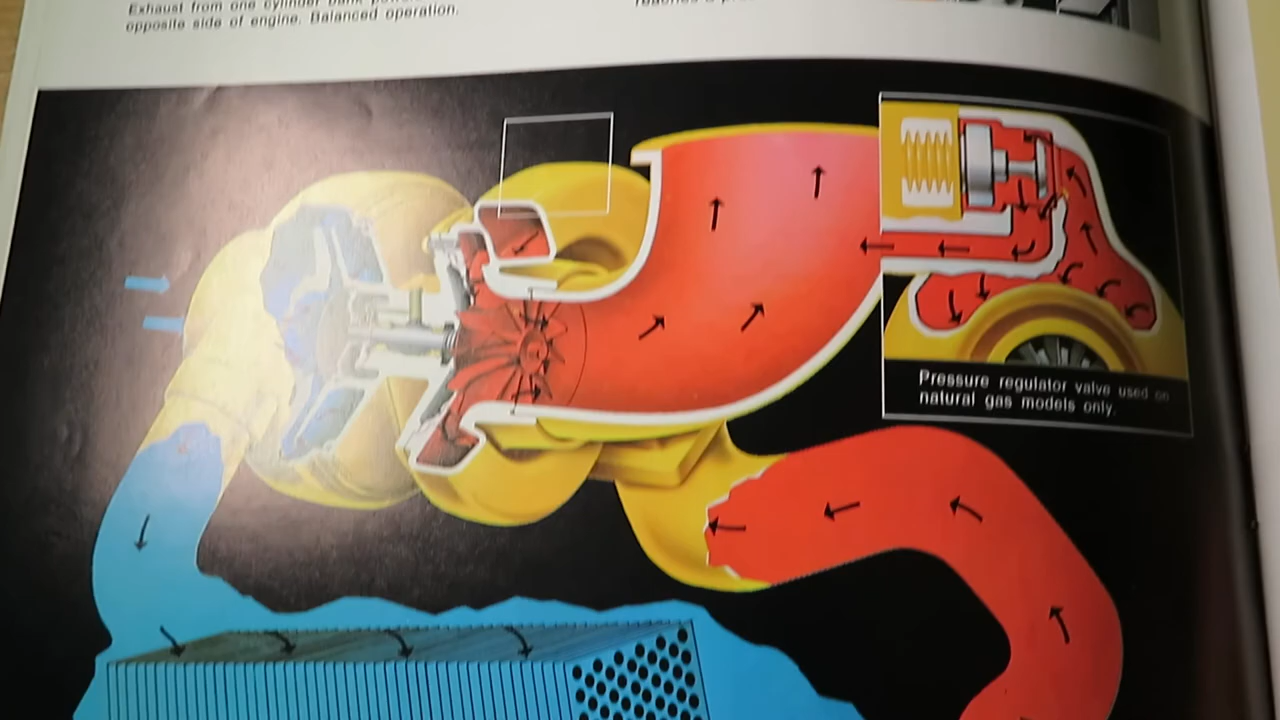 Exhaust from one cylinder bank
opposite side of engine. Balanced operation.
reaches a
Pressure regulator valve used on
natural gas models only.